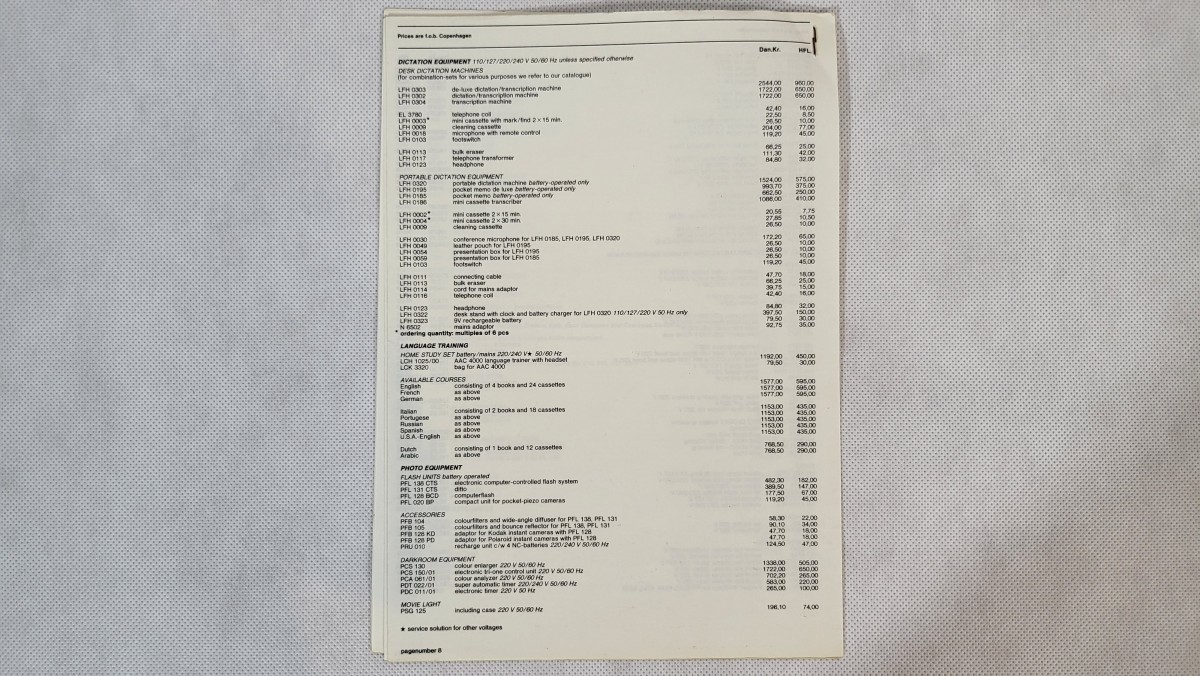 Prices are f.o.b. Copenhagen
Dan.Kr. HFL.
DICTATION EQUIPMENT 110/127/220/240 V 50/60 Hz unless specified otherwise
DESK DICTATION MACHINES
(for combination-sets for various purposes we refer to our catalogue)
LFH 0303 de-luxe dictation/transcription machine 2544,00 960,00
LFH 0302 dictation/transcription machine 1722,00 650,00
LFH 0304 transcription machine 1722,00 650,00
EL 3780 telephone coil 42,40 16,00
LFH 0003* mini cassette with mark/find 2 × 15 min. 22,50 8,50
LFH 0009 cleaning cassette 26,50 10,00
LFH 0018 microphone with remote control 204,00 77,00
LFH 0103 footswitch 119,20 45,00
LFH 0113 bulk eraser 66,25 25,00
LFH 0117 telephone transformer 111,30 42,00
LFH 0123 headphone 84,80 32,00
PORTABLE DICTATION EQUIPMENT
LFH 0320 portable dictation machine battery-operated only 1524,00 575,00
LFH 0195 pocket memo de luxe battery-operated only 993,70 375,00
LFH 0185 pocket memo battery-operated only 662,50 250,00
LFH 0186 mini cassette transcriber 1086,00 410,00
LFH 0002* mini cassette 2 × 15 min. 20,55 7,75
LFH 0004* mini cassette 2 × 30 min. 27,85 10,50
LFH 0009 cleaning cassette 26,50 10,00
LFH 0030 conference microphone for LFH 0185, LFH 0195, LFH 0320 172,20 65,00
LFH 0049 leather pouch for LFH 0195 26,50 10,00
LFH 0054 presentation box for LFH 0195 26,50 10,00
LFH 0059 presentation box for LFH 0185 26,50 10,00
LFH 0103 footswitch 119,20 45,00
LFH 0111 connecting cable 47,70 18,00
LFH 0113 bulk eraser 66,25 25,00
LFH 0114 cord for mains adaptor 39,75 15,00
LFH 0116 telephone coil 42,40 16,00
LFH 0123 headphone 84,80 32,00
LFH 0322 desk stand with clock and battery charger for LFH 0320 110/127/220 V 50 Hz only 397,50 150,00
LFH 0323 9V rechargeable battery 79,50 30,00
N 6502 mains adaptor 92,75 35,00
* ordering quantity: multiples of 6 pcs
LANGUAGE TRAINING
HOME STUDY SET battery/mains 220/240 V★ 50/60 Hz
LCH 1025/00 AAC 4000 language trainer with headset 1192,00 450,00
LCK 3320 bag for AAC 4000 79,50 30,00
AVAILABLE COURSES
English consisting of 4 books and 24 cassettes 1577,00 595,00
French as above 1577,00 595,00
German as above 1577,00 595,00
Italian consisting of 2 books and 18 cassettes 1153,00 435,00
Portugese as above 1153,00 435,00
Russian as above 1153,00 435,00
Spanish as above 1153,00 435,00
U.S.A.-English as above 1153,00 435,00
Dutch consisting of 1 book and 12 cassettes 768,50 290,00
Arabic as above 768,50 290,00
PHOTO EQUIPMENT
FLASH UNITS battery operated
PFL 138 CTS electronic computer-controlled flash system 482,30 182,00
PFL 131 CTS ditto 389,50 147,00
PFL 128 BCD computerflash 177,50 67,00
PFL 020 BP compact unit for pocket-piezo cameras 119,20 45,00
ACCESSORIES
PFB 104 colourfilters and wide-angle diffuser for PFL 138, PFL 131 58,30 22,00
PFB 105 colourfilters and bounce reflector for PFL 138, PFL 131 90,10 34,00
PFB 128 KD adaptor for Kodak instant cameras with PFL 128 47,70 18,00
PFB 128 PD adaptor for Polaroid instant cameras with PFL 128 47,70 18,00
PRU 010 recharge unit c/w 4 NC-batteries 220/240 V 50/60 Hz 124,50 47,00
DARKROOM EQUIPMENT
PCS 130 colour enlarger 220 V 50/60 Hz 1338,00 505,00
PCS 150/01 electronic tri-one control unit 220 V 50/60 Hz 1722,00 650,00
PCA 061/01 colour analyzer 220 V 50/60 Hz 702,20 265,00
PDT 022/01 super automatic timer 220/240 V 50/60 Hz 583,00 220,00
PDC 011/01 electronic timer 220 V 50 Hz 265,00 100,00
MOVIE LIGHT
PSG 125 including case 220 V 50/60 Hz 196,10 74,00
★ service solution for other voltages
pagenumber 8